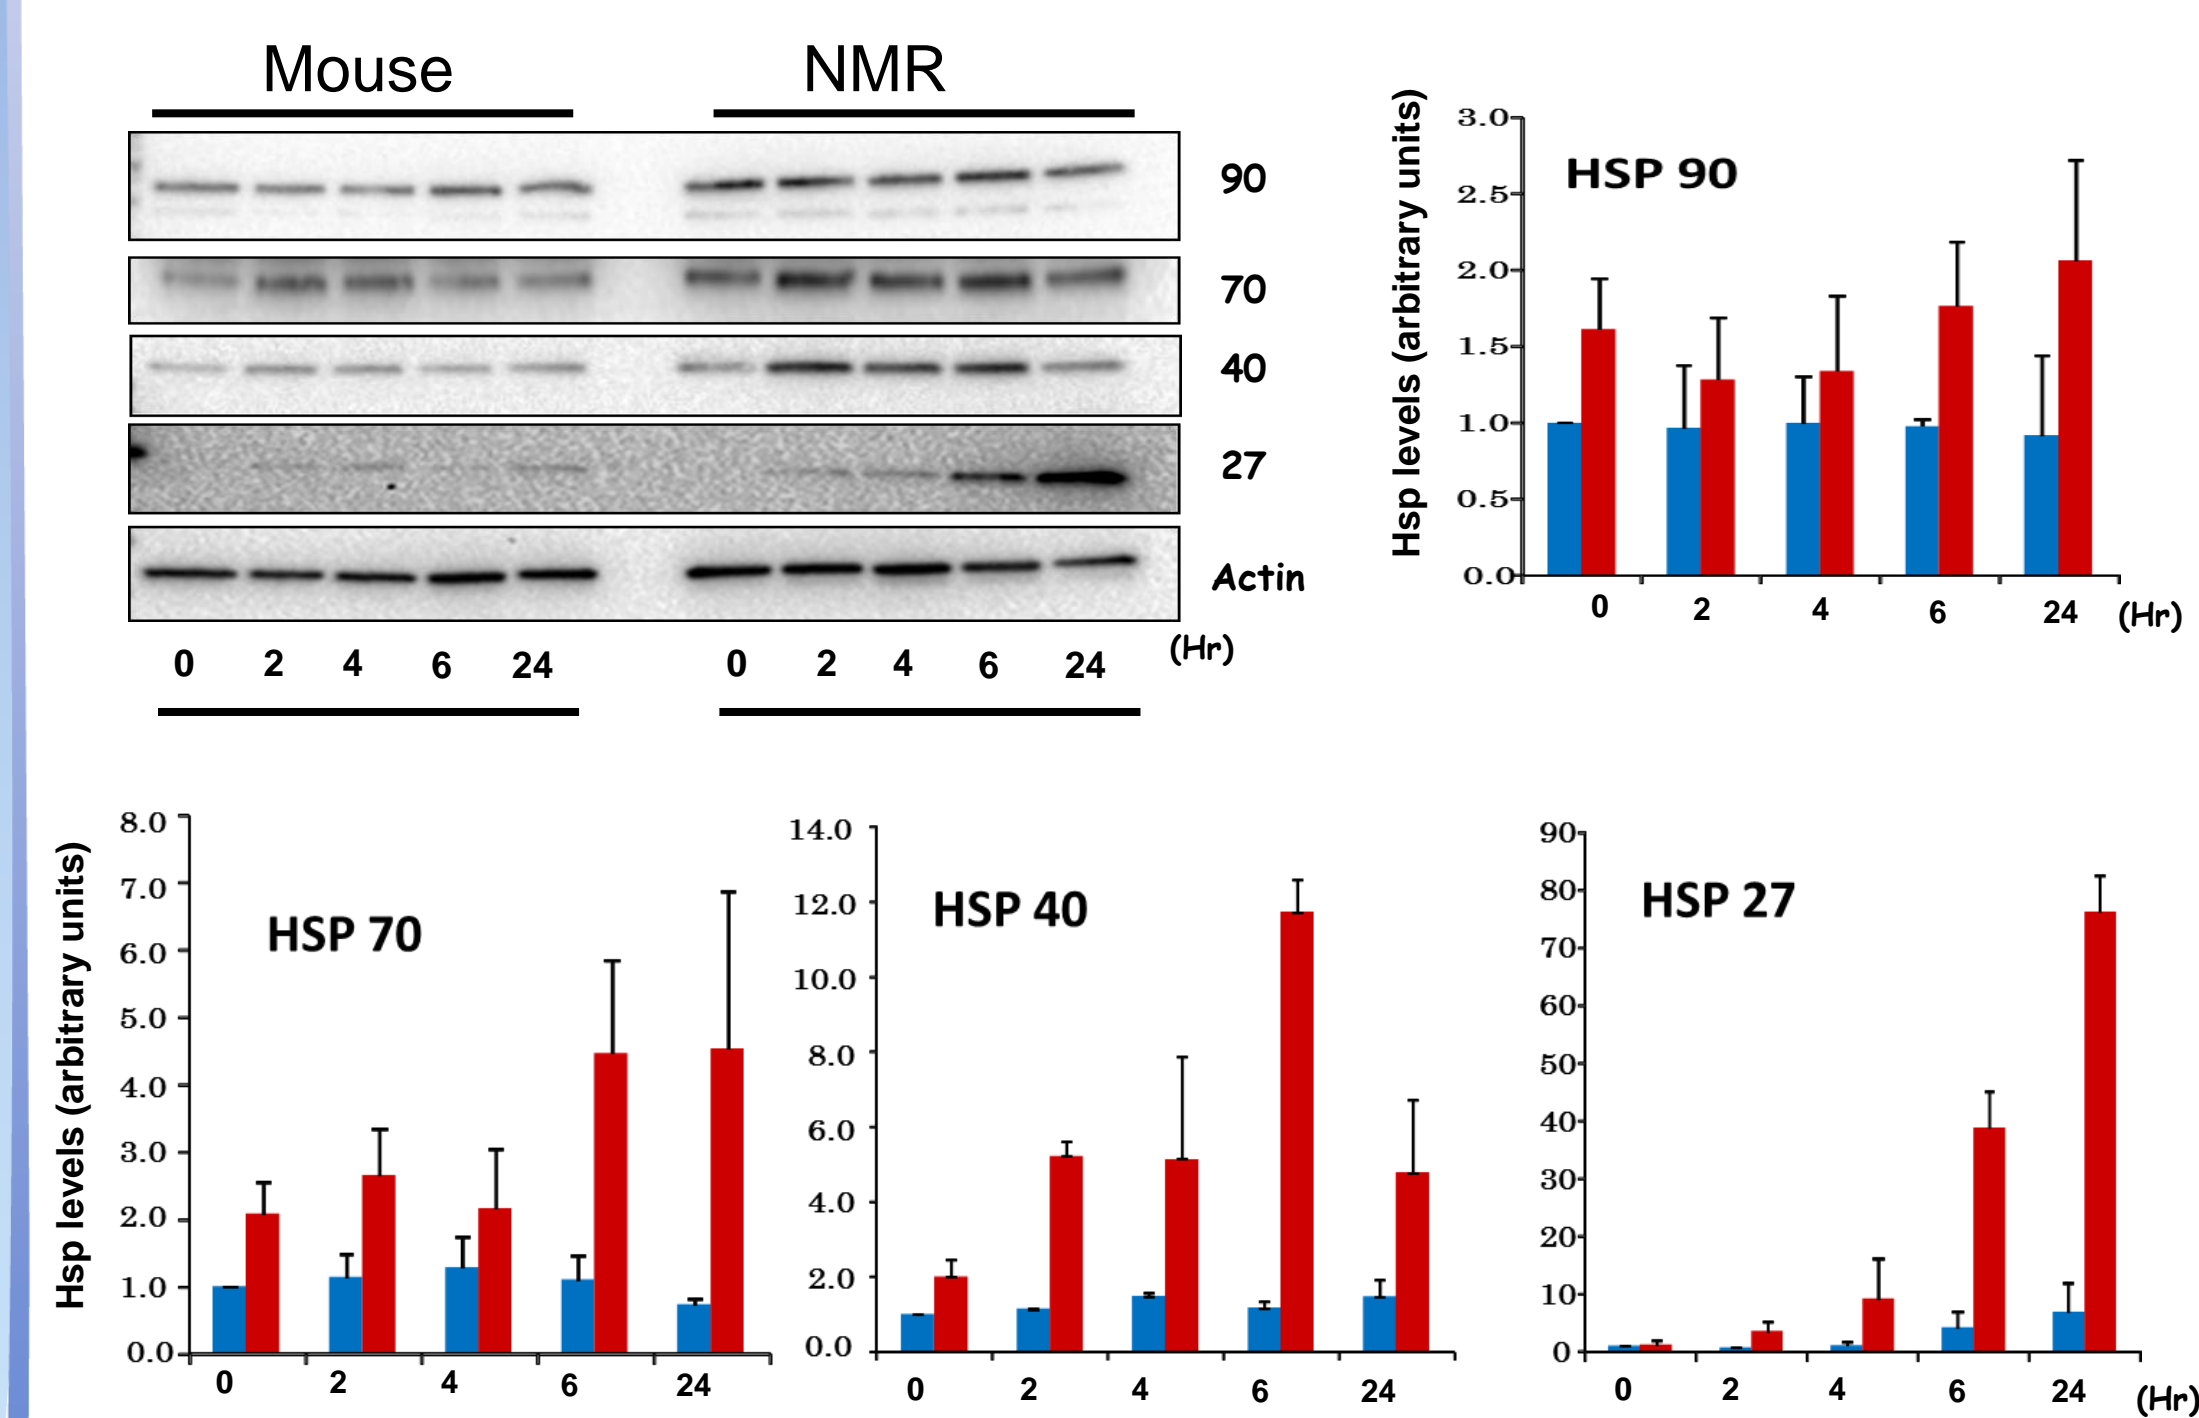 Mouse NMR
90
70
40
27
Actin
0 2 4 6 24 0 2 4 6 24 (Hr)
Hsp levels (arbitrary units)
HSP 90
3.0
2.5
2.0
1.5
1.0
0.5
0.0
0 2 4 6 24 (Hr)
Hsp levels (arbitrary units)
HSP 70
8.0
7.0
6.0
5.0
4.0
3.0
2.0
1.0
0.0
0 2 4 6 24
HSP 40
14.0
12.0
10.0
8.0
6.0
4.0
2.0
0.0
0 2 4 6 24
HSP 27
90
80
70
60
50
40
30
20
10
0
0 2 4 6 24 (Hr)